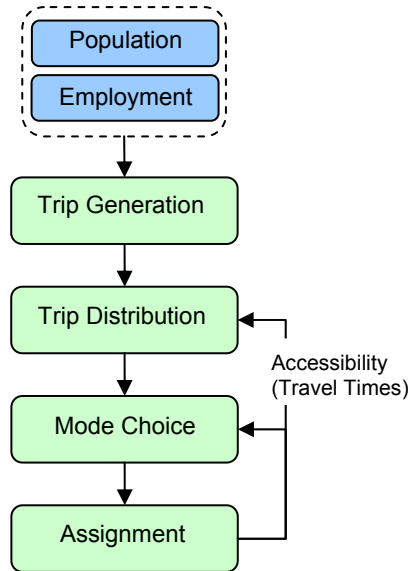 Population
Employment
Trip Generation
Trip Distribution
Accessibility
(Travel Times)
Mode Choice
Assignment